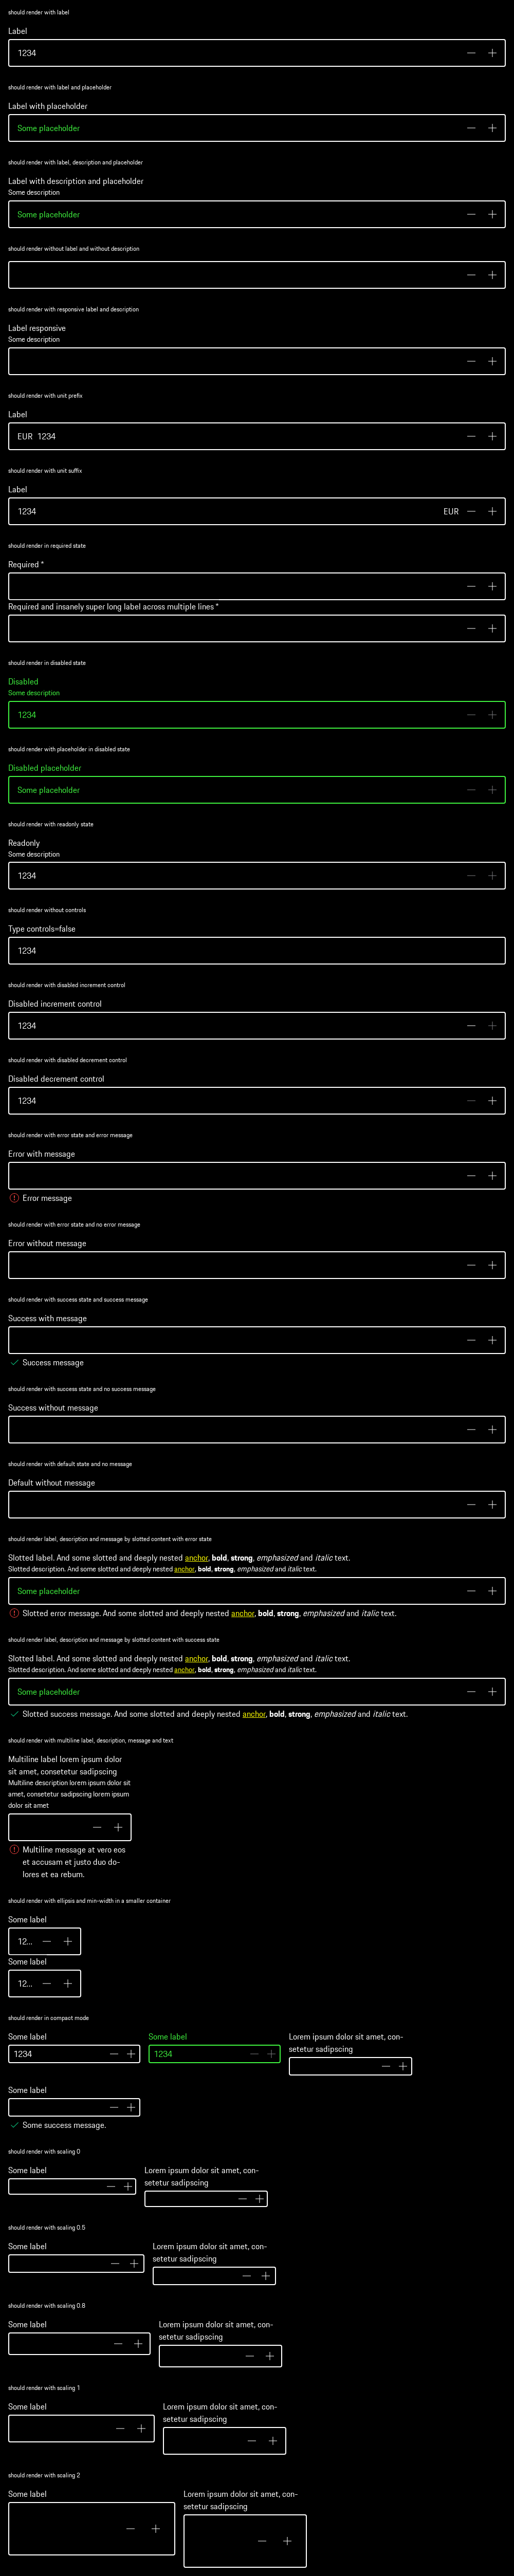 should render with label
Label
1234
should render with label and placeholder
Label with placeholder
Some placeholder
should render with label, description and placeholder
Label with description and placeholder
Some description
Some placeholder
should render without label and without description
should render with responsive label and description
Label responsive
Some description
should render with unit prefix
Label
EUR 1234
should render with unit suffix
Label
1234 EUR
should render in required state
Required *
Required and insanely super long label across multiple lines *
should render in disabled state
Disabled
Some description
1234
should render with placeholder in disabled state
Disabled placeholder
Some placeholder
should render with readonly state
Readonly
Some description
1234
should render without controls
Type controls=false
1234
should render with disabled increment control
Disabled increment control
1234
should render with disabled decrement control
Disabled decrement control
1234
should render with error state and error message
Error with message
Error message
should render with error state and no error message
Error without message
should render with success state and success message
Success with message
Success message
should render with success state and no success message
Success without message
should render with default state and no message
Default without message
should render label, description and message by slotted content with error state
Slotted label. And some slotted and deeply nested anchor, bold, strong, emphasized and italic text.
Slotted description. And some slotted and deeply nested anchor, bold, strong, emphasized and italic text.
Some placeholder
Slotted error message. And some slotted and deeply nested anchor, bold, strong, emphasized and italic text.
should render label, description and message by slotted content with success state
Slotted label. And some slotted and deeply nested anchor, bold, strong, emphasized and italic text.
Slotted description. And some slotted and deeply nested anchor, bold, strong, emphasized and italic text.
Some placeholder
Slotted success message. And some slotted and deeply nested anchor, bold, strong, emphasized and italic text.
should render with multiline label, description, message and text
Multiline label lorem ipsum dolor
sit amet, consetetur sadipscing
Multiline description lorem ipsum dolor sit
amet, consetetur sadipscing lorem ipsum
dolor sit amet
Multiline message at vero eos
et accusam et justo duo do-
lores et ea rebum.
should render with ellipsis and min-width in a smaller container
Some label
12...
Some label
12...
should render in compact mode
Some label
1234
Some label
1234
Lorem ipsum dolor sit amet, con-
setetur sadipscing
Some label
Some success message.
should render with scaling 0
Some label
Lorem ipsum dolor sit amet, con-
setetur sadipscing
should render with scaling 0.5
Some label
Lorem ipsum dolor sit amet, con-
setetur sadipscing
should render with scaling 0.8
Some label
Lorem ipsum dolor sit amet, con-
setetur sadipscing
should render with scaling 1
Some label
Lorem ipsum dolor sit amet, con-
setetur sadipscing
should render with scaling 2
Some label
Lorem ipsum dolor sit amet, con-
setetur sadipscing